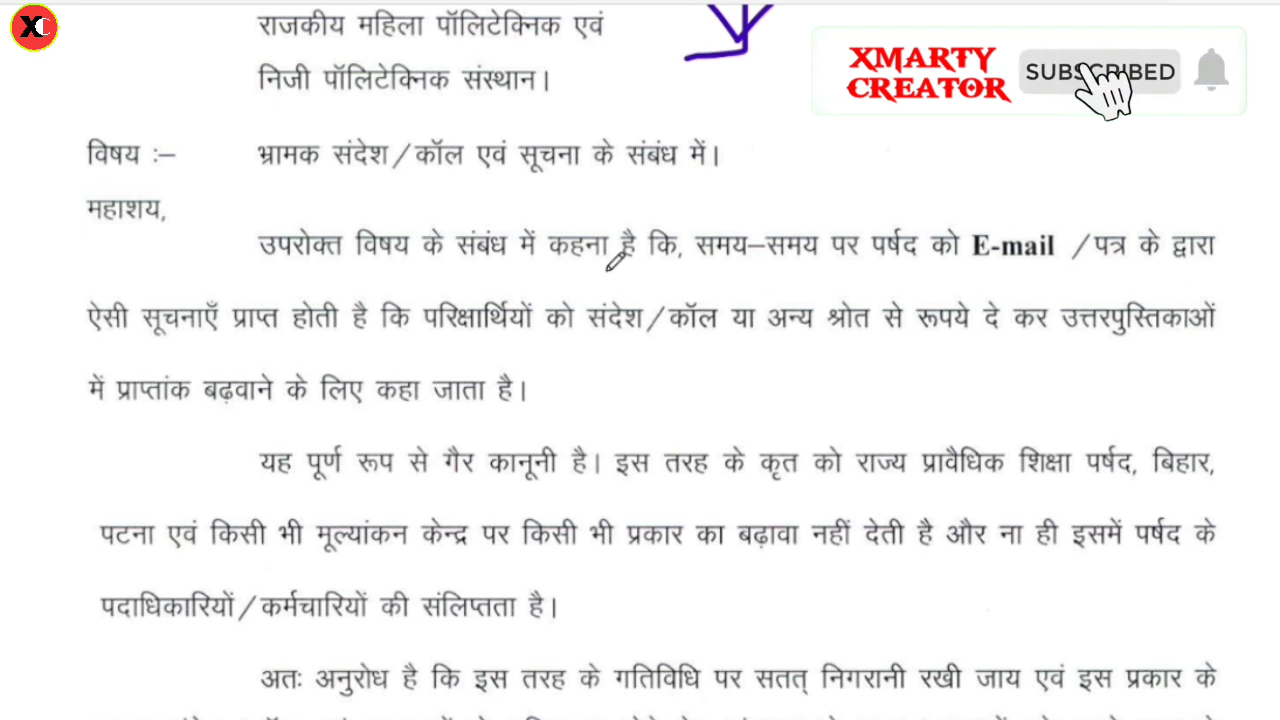 राजकीय महिला पॉलिटेक्निक एवं
निजी पॉलिटेक्निक संस्थान।
XC
XMARTY
CREATOR
SUBSCRIBED
विषय :– भ्रामक संदेश/कॉल एवं सूचना के संबंध में।
महाशय,
उपरोक्त विषय के संबंध में कहना है कि, समय–समय पर पर्षद को E-mail /पत्र के द्वारा
ऐसी सूचनाएँ प्राप्त होती है कि परिक्षार्थियों को संदेश/कॉल या अन्य श्रोत से रूपये दे कर उत्तरपुस्तिकाओं
में प्राप्तांक बढ़वाने के लिए कहा जाता है।
यह पूर्ण रूप से गैर कानूनी है। इस तरह के कृत को राज्य प्रावैधिक शिक्षा पर्षद, बिहार,
पटना एवं किसी भी मूल्यांकन केन्द्र पर किसी भी प्रकार का बढ़ावा नहीं देती है और ना ही इसमें पर्षद के
पदाधिकारियों/कर्मचारियों की संलिप्तता है।
अतः अनुरोध है कि इस तरह के गतिविधि पर सतत् निगरानी रखी जाय एवं इस प्रकार के